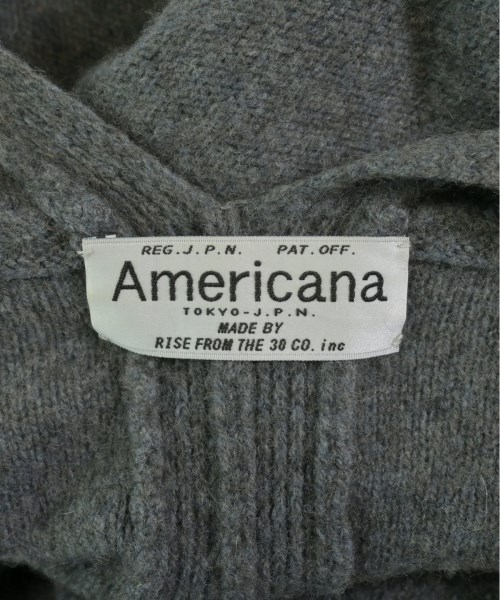 REG.J.P.N. PAT.OFF.
Americana
TOKYO-J.P.N.
MADE BY
RISE FROM THE 30 CO. inc